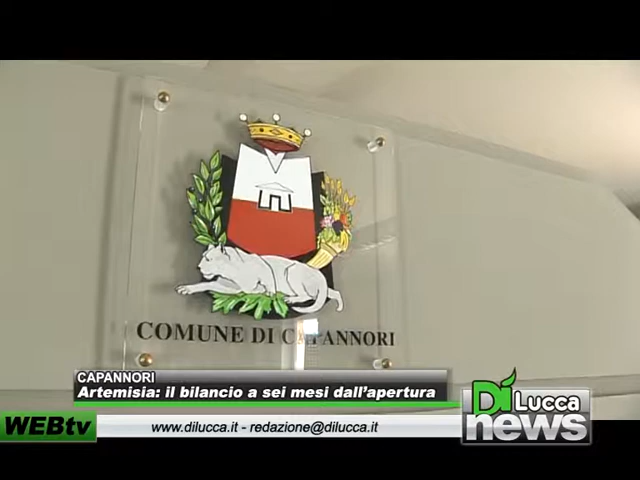 COMUNE DI CAPANNORI
CAPANNORI
Artemisia: il bilancio a sei mesi dall'apertura
WEBtv
www.dilucca.it - redazione@dilucca.it
Di Lucca
news